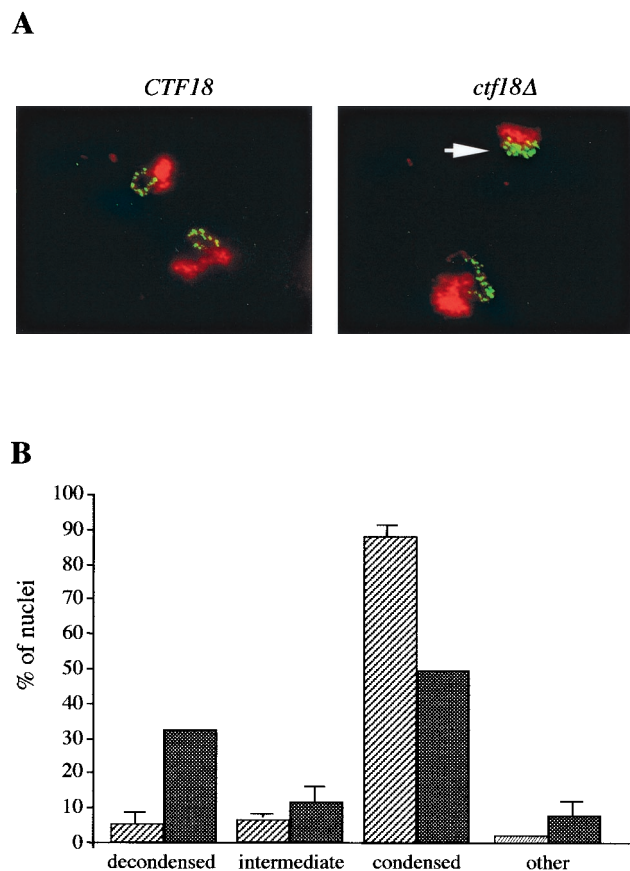 A
CTF18
ctf18Δ
B
% of nuclei
100
90
80
70
60
50
40
30
20
10
0
decondensed intermediate condensed other